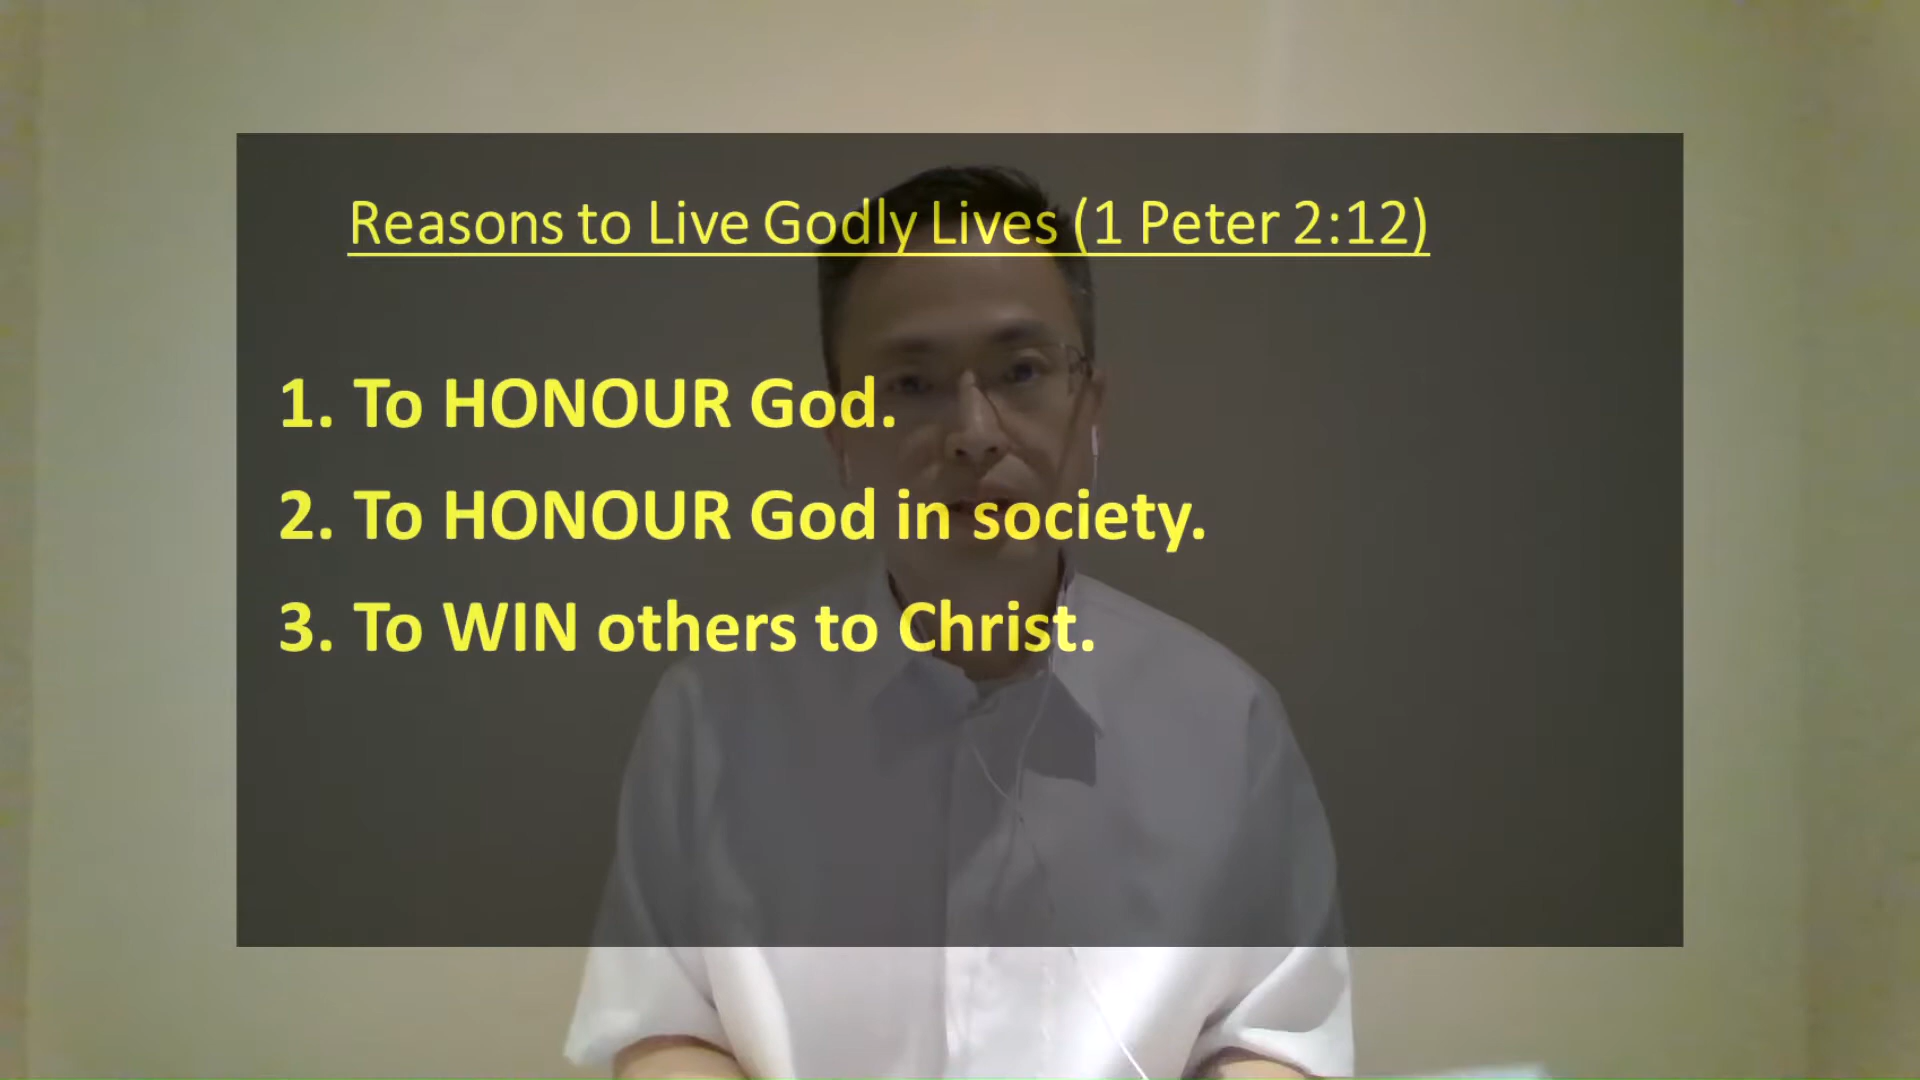 Reasons to Live Godly Lives (1 Peter 2:12)
1. To HONOUR God.
2. To HONOUR God in society.
3. To WIN others to Christ.